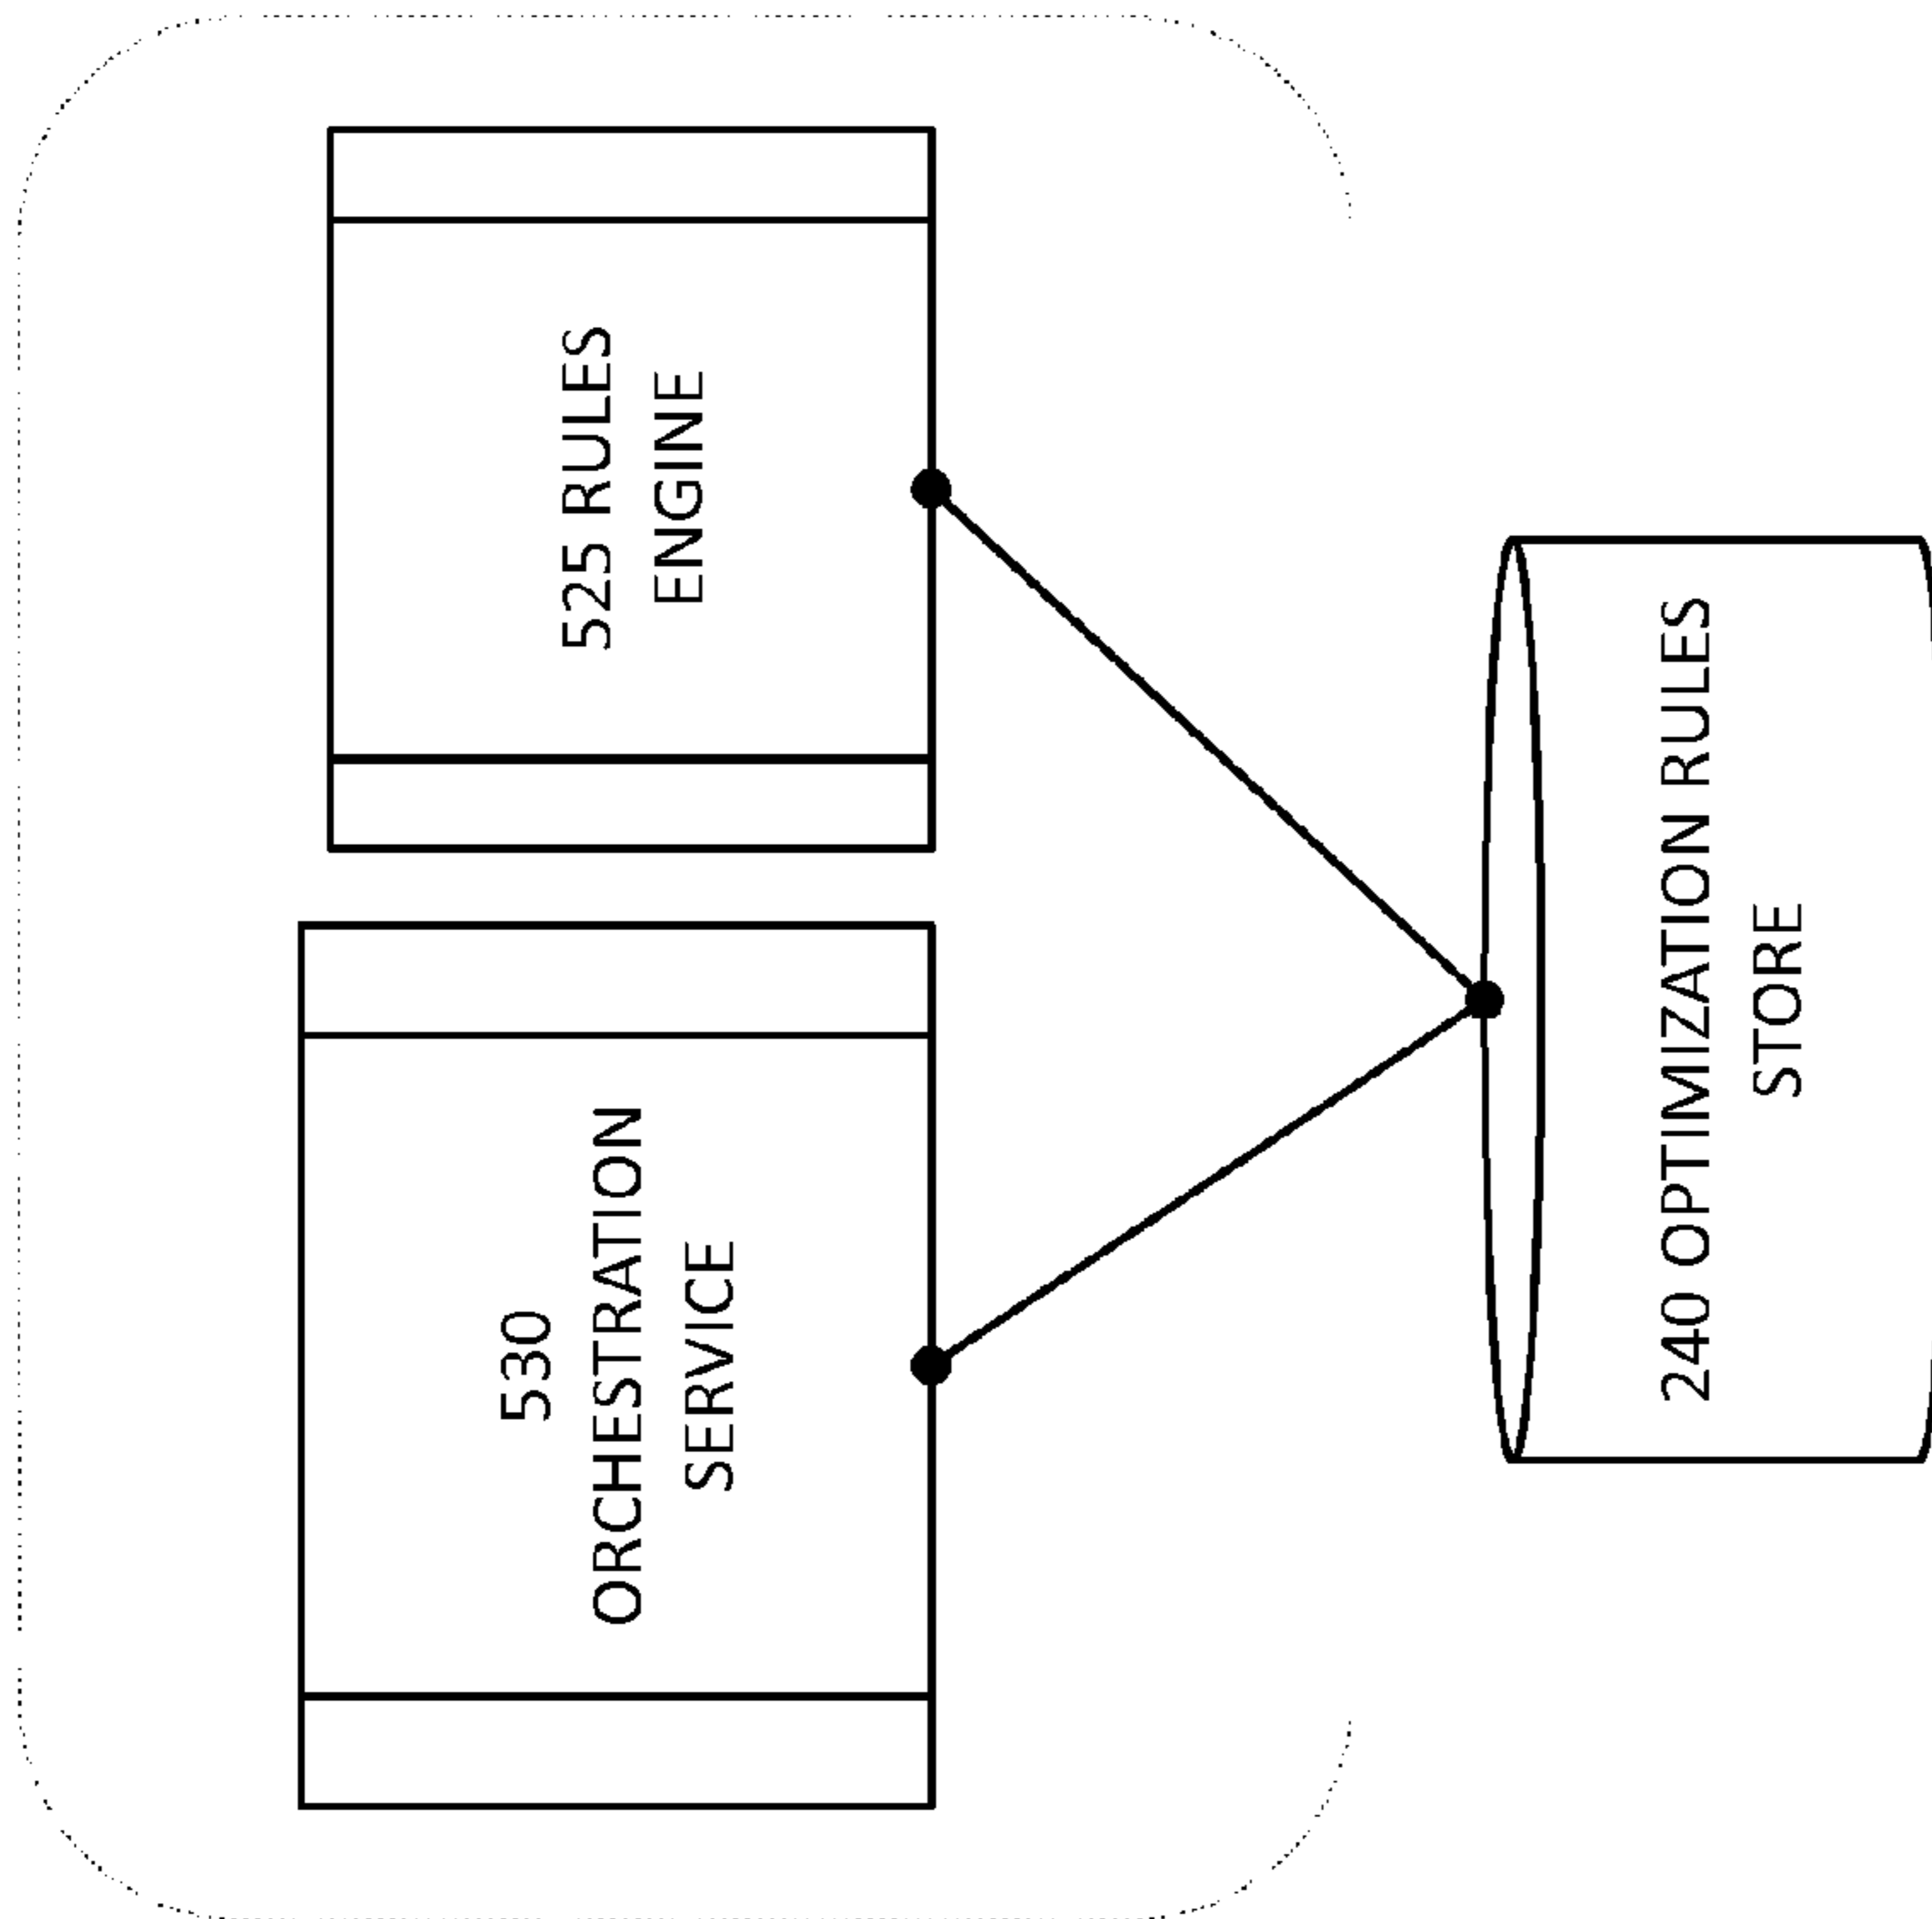 530
ORCHESTRATION
SERVICE
525 RULES
ENGINE
240 OPTIMIZATION RULES
STORE